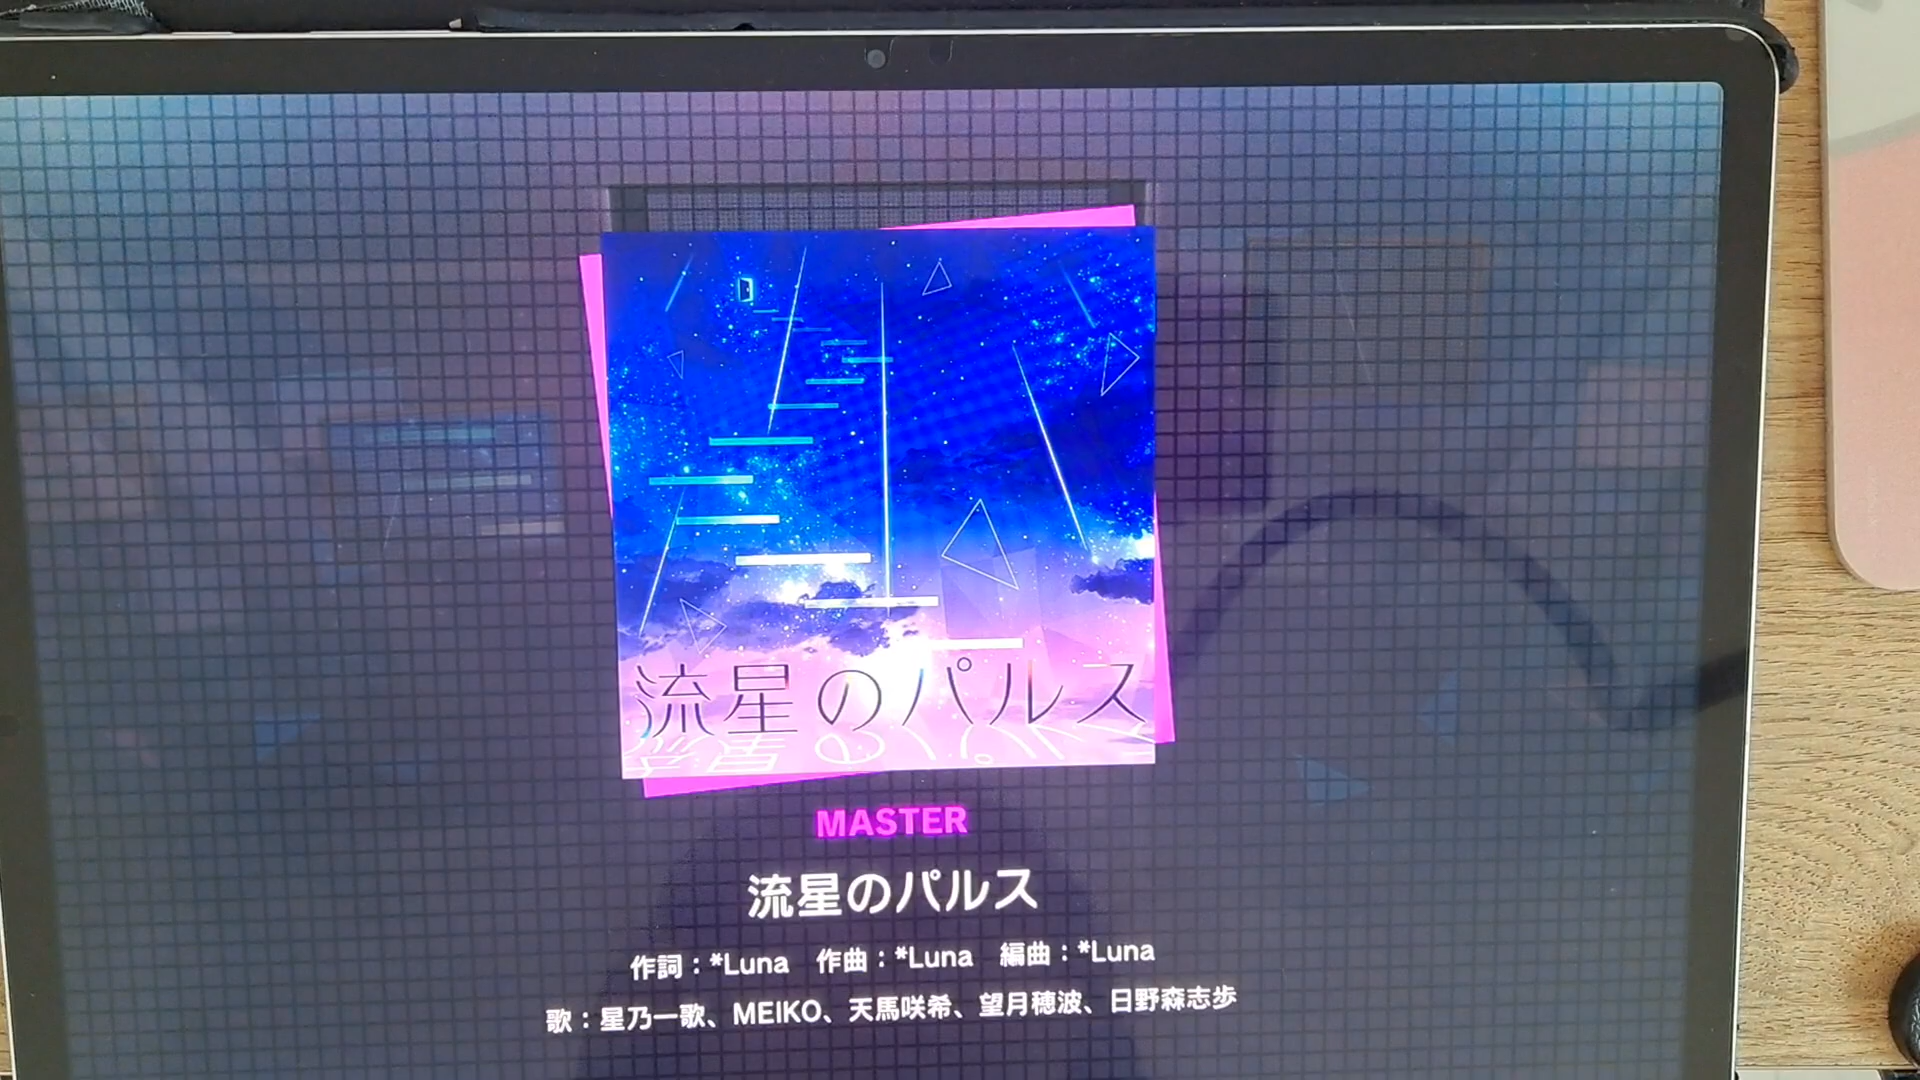 流星のパルス
MASTER
流星のパルス
作詞：*Luna 作曲：*Luna 編曲：*Luna
歌：星乃一歌、MEIKO、天馬咲希、望月穂波、日野森志歩